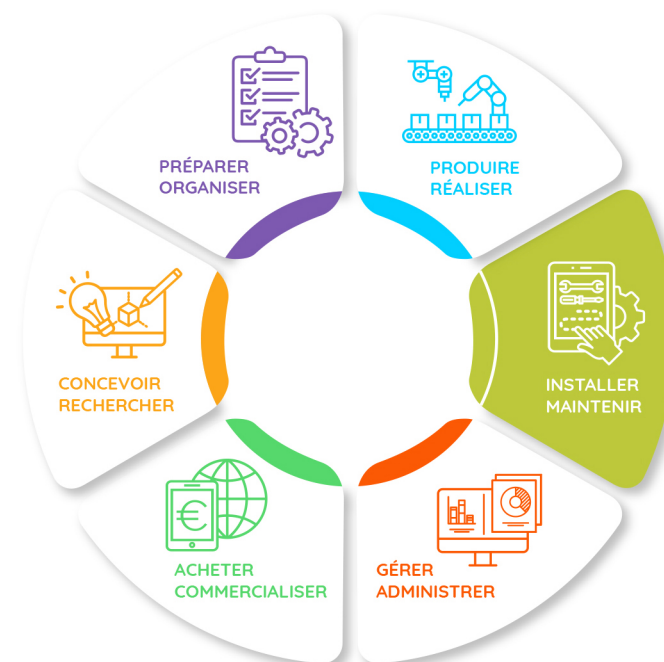 PRÉPARER
ORGANISER
PRODUIRE
RÉALISER
INSTALLER
MAINTENIR
GÉRER
ADMINISTRER
ACHETER
COMMERCIALISER
CONCEVOIR
RECHERCHER